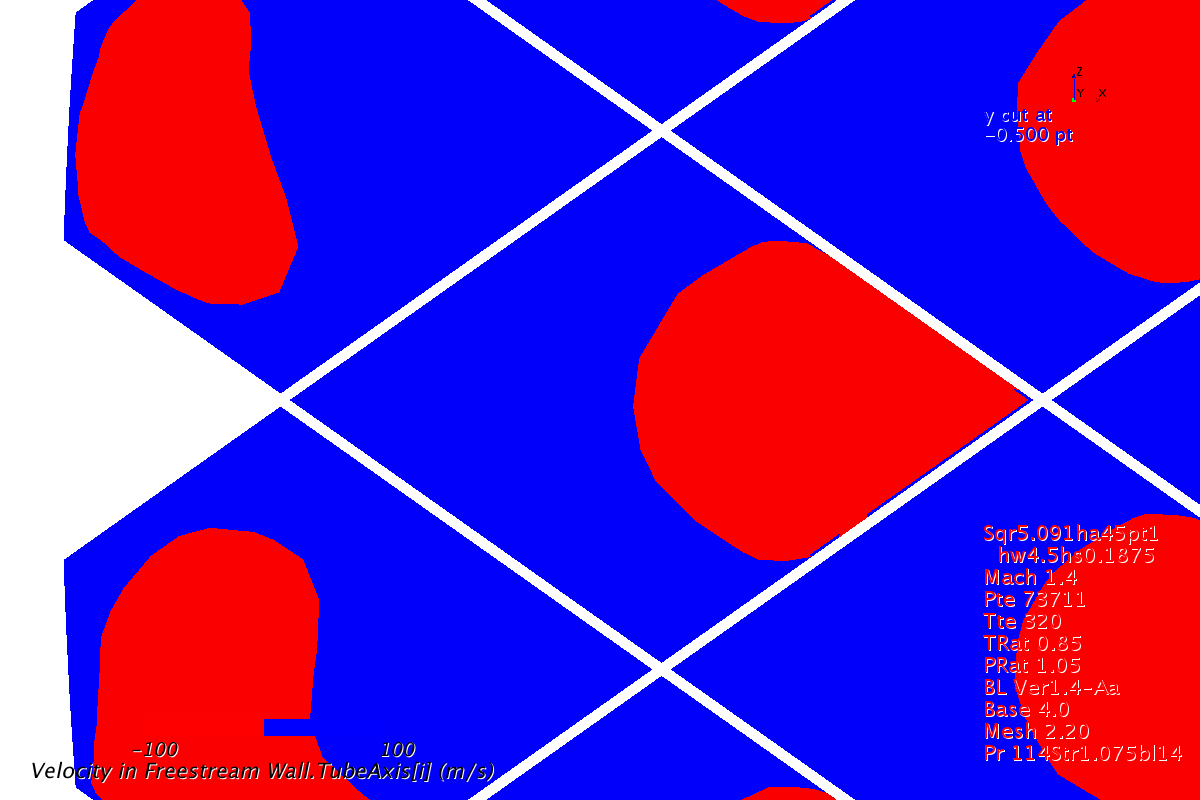 Z
Y X
y cut at
−0.500 pt
Sqr5.091ha45pt1
hw4.5hs0.1875
Mach 1.4
Pte 73711
Tte 320
TRat 0.85
PRat 1.05
BL Ver1.4-Aa
Base 4.0
Mesh 2.20
Pr 114Str1.075bl14
−100 100
Velocity in Freestream Wall.TubeAxis[i] (m/s)